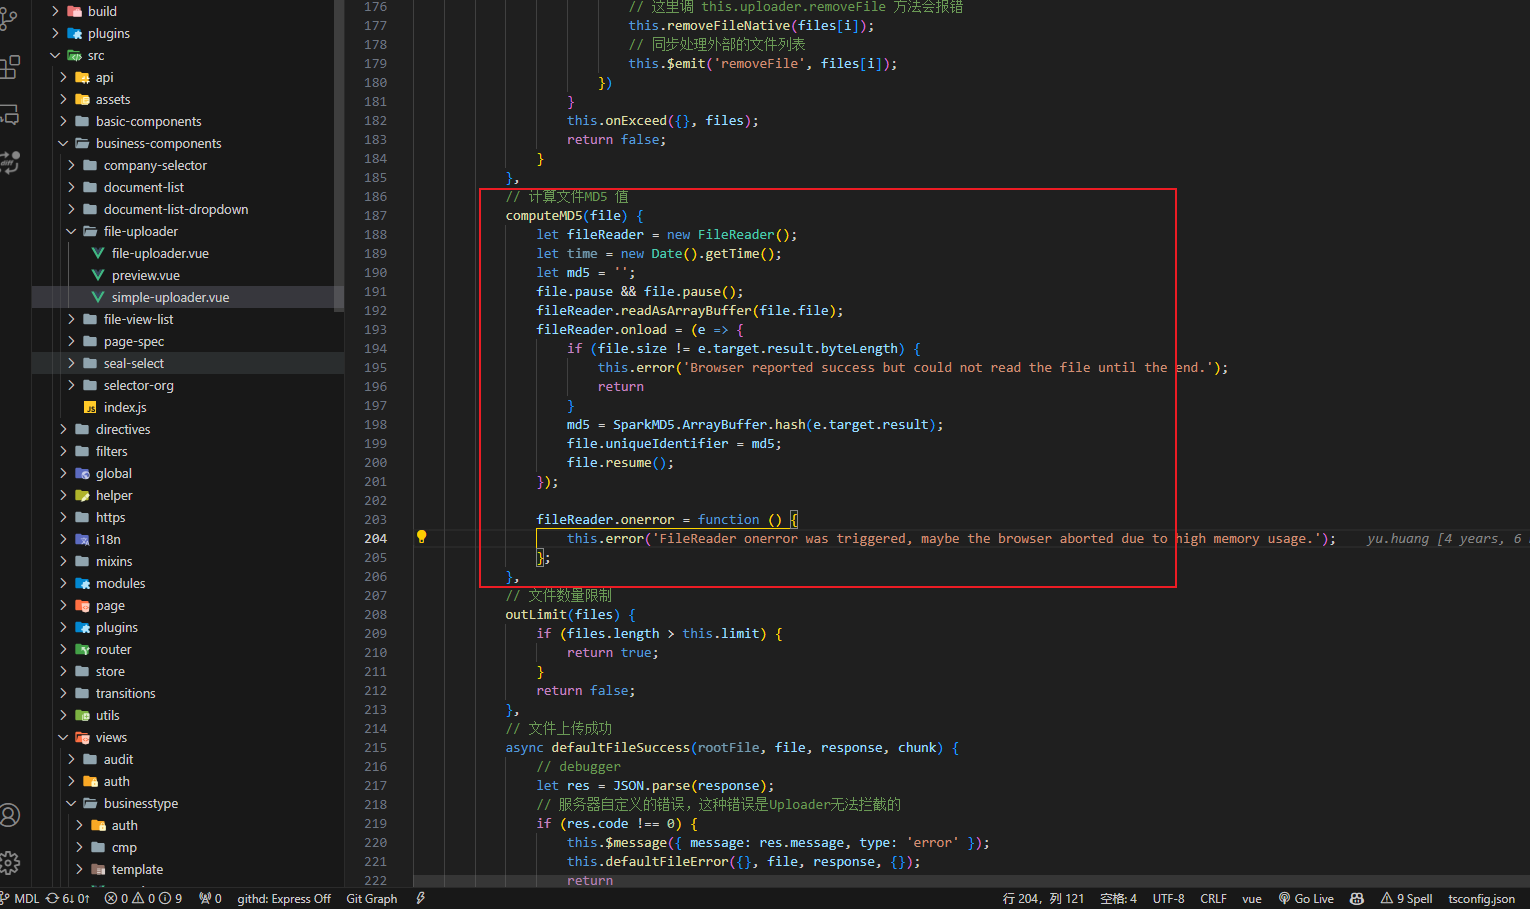 build
plugins
src
api
assets
basic-components
business-components
company-selector
document-list
document-list-dropdown
file-uploader
file-uploader.vue
preview.vue
simple-uploader.vue
file-view-list
page-spec
seal-select
selector-org
index.js
directives
filters
global
helper
https
i18n
mixins
modules
page
plugins
router
store
transitions
utils
views
audit
auth
businesstype
auth
cmp
template
176 // 这里调 this.uploader.removeFile 方法会报错
177 this.removeFileNative(files[i]);
178 // 同步处理外部的文件列表
179 this.$emit('removeFile', files[i]);
180 })
181 }
182 this.onExceed({}, files);
183 return false;
184 }
185 },
186 // 计算文件MD5 值
187 computeMD5(file) {
188 let fileReader = new FileReader();
189 let time = new Date().getTime();
190 let md5 = '';
191 file.pause && file.pause();
192 fileReader.readAsArrayBuffer(file.file);
193 fileReader.onload = (e => {
194 if (file.size != e.target.result.byteLength) {
195 this.error('Browser reported success but could not read the file until the end.');
196 return
197 }
198 md5 = SparkMD5.ArrayBuffer.hash(e.target.result);
199 file.uniqueIdentifier = md5;
200 file.resume();
201 });
202
203 fileReader.onerror = function () {
204 this.error('FileReader onerror was triggered, maybe the browser aborted due to high memory usage.'); yu.huang [4 years, 6
205 };
206 },
207 // 文件数量限制
208 outLimit(files) {
209 if (files.length > this.limit) {
210 return true;
211 }
212 return false;
213 },
214 // 文件上传成功
215 async defaultFileSuccess(rootFile, file, response, chunk) {
216 // debugger
217 let res = JSON.parse(response);
218 // 服务器自定义的错误，这种错误是Uploader无法拦截的
219 if (res.code !== 0) {
220 this.$message({ message: res.message, type: 'error' });
221 this.defaultFileError({}, file, response, {});
222 return
MDL 6↓ 0↑ 0 0 9 0 githd: Express Off Git Graph 行 204，列 121 空格: 4 UTF-8 CRLF vue Go Live 9 Spell tsconfig.json